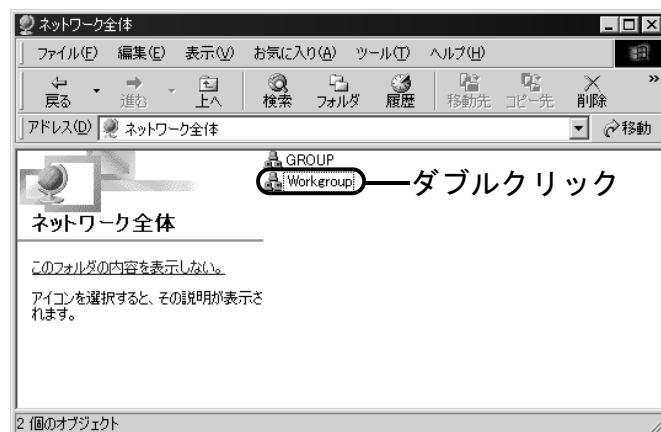 ネットワーク全体
ファイル(F) 編集(E) 表示(V) お気に入り(A) ツール(T) ヘルプ(H)
戻る 進む 上へ 検索 フォルダ 履歴 移動先 コピー先 削除 »
アドレス(D) ネットワーク全体 移動
GROUP
Workgroup ダブルクリック
ネットワーク全体
このフォルダの内容を表示しない。
アイコンを選択すると、その説明が表示さ
れます。
2 個のオブジェクト